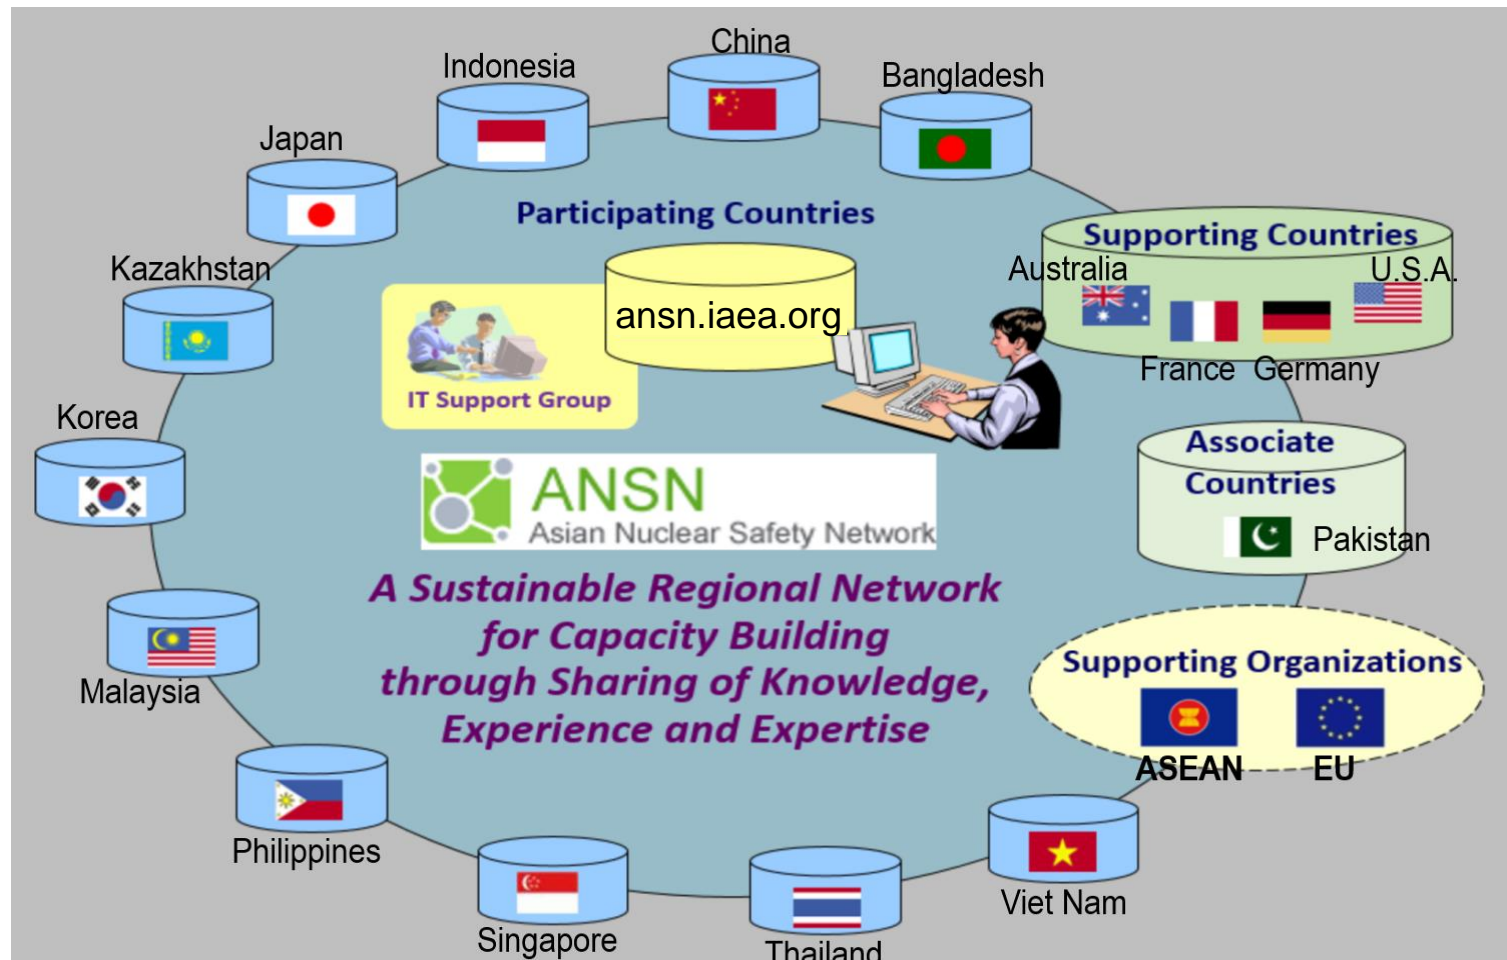 China
Indonesia
Bangladesh
Japan
Participating Countries
Supporting Countries
Kazakhstan
Australia
U.S.A.
ansn.iaea.org
France Germany
IT Support Group
Korea
Associate
Countries
ANSN
Asian Nuclear Safety Network
Pakistan
A Sustainable Regional Network
for Capacity Building
through Sharing of Knowledge,
Experience and Expertise
Supporting Organizations
Malaysia
ASEAN EU
Philippines
Viet Nam
Singapore
Thailand